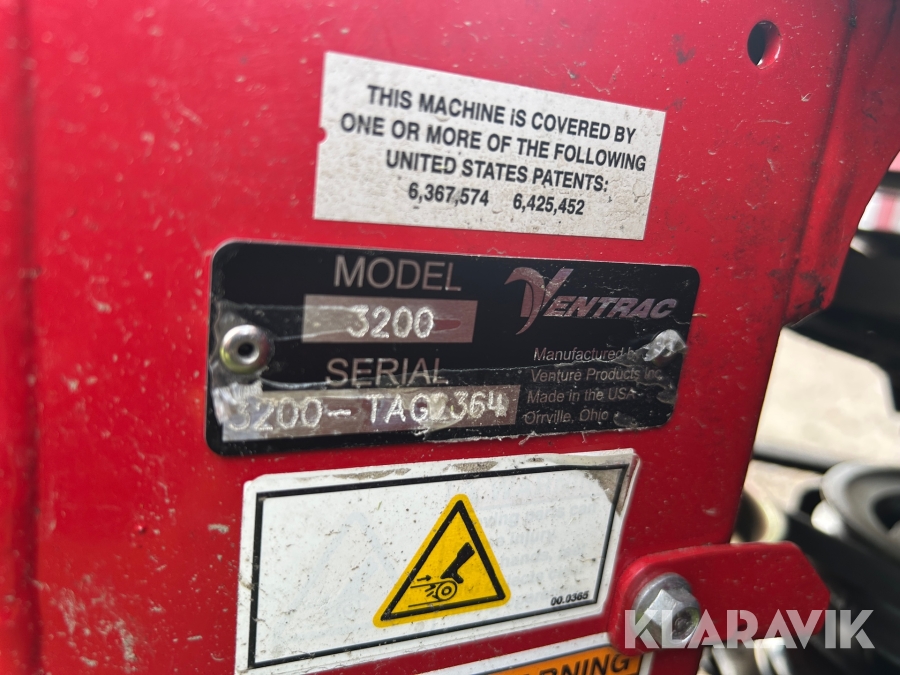 THIS MACHINE IS COVERED BY
ONE OR MORE OF THE FOLLOWING
UNITED STATES PATENTS:
6,367,574 6,425,452
MODEL
3200
VENTRAC
SERIAL
Manufactured by
Venture Products Inc
Made in the USA
Orrville, Ohio
00.0365
WARNING
KLARAVIK